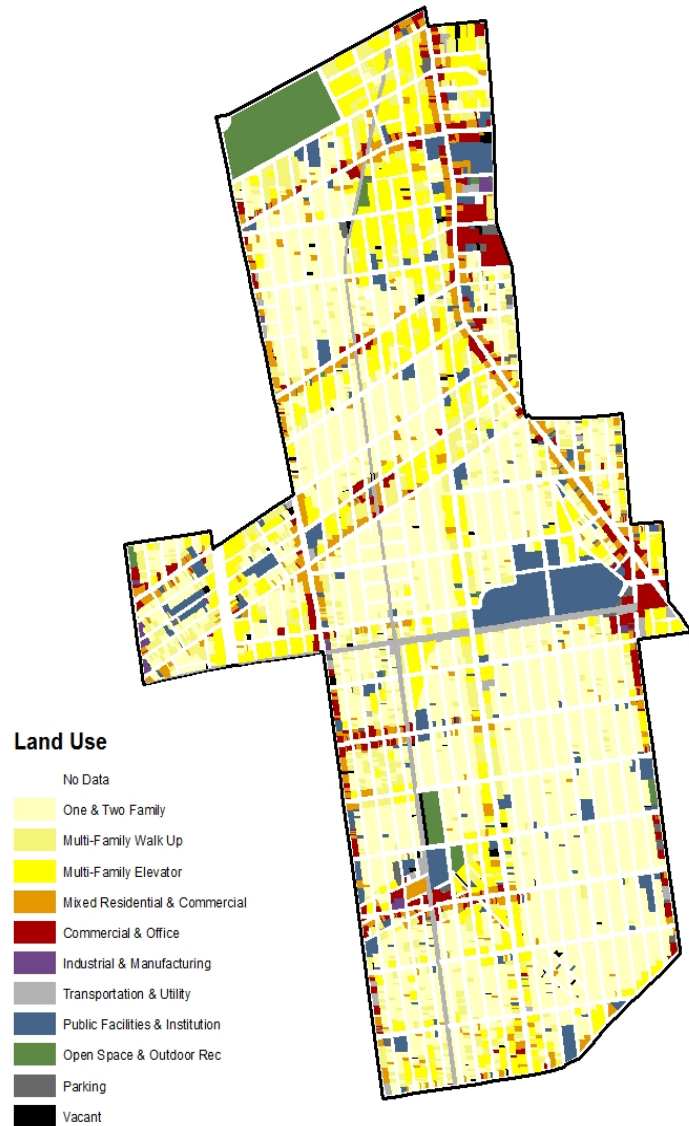 Land Use
No Data
One & Two Family
Multi-Family Walk Up
Multi-Family Elevator
Mixed Residential & Commercial
Commercial & Office
Industrial & Manufacturing
Transportation & Utility
Public Facilities & Institution
Open Space & Outdoor Rec
Parking
Vacant